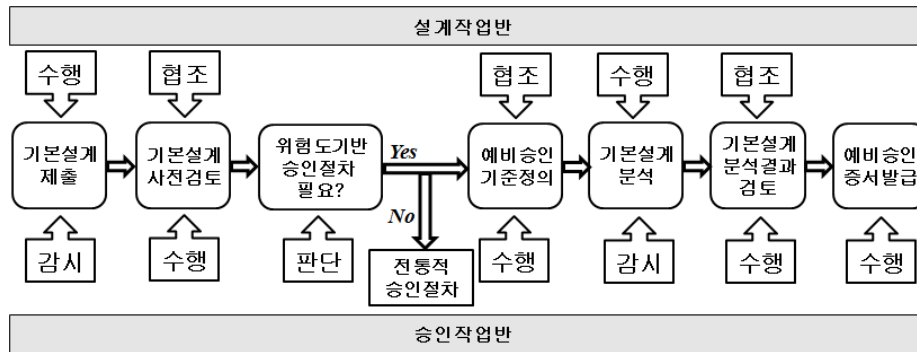 설계작업반
수행
협조
협조
수행
협조
기본설계
제출
기본설계
사전검토
위험도기반
승인절차
필요?
Yes
No
예비승인
기준정의
기본설계
분석
기본설계
분석결과
검토
예비승인
증서발급
감시
수행
판단
전통적
승인절차
수행
감시
수행
수행
승인작업반